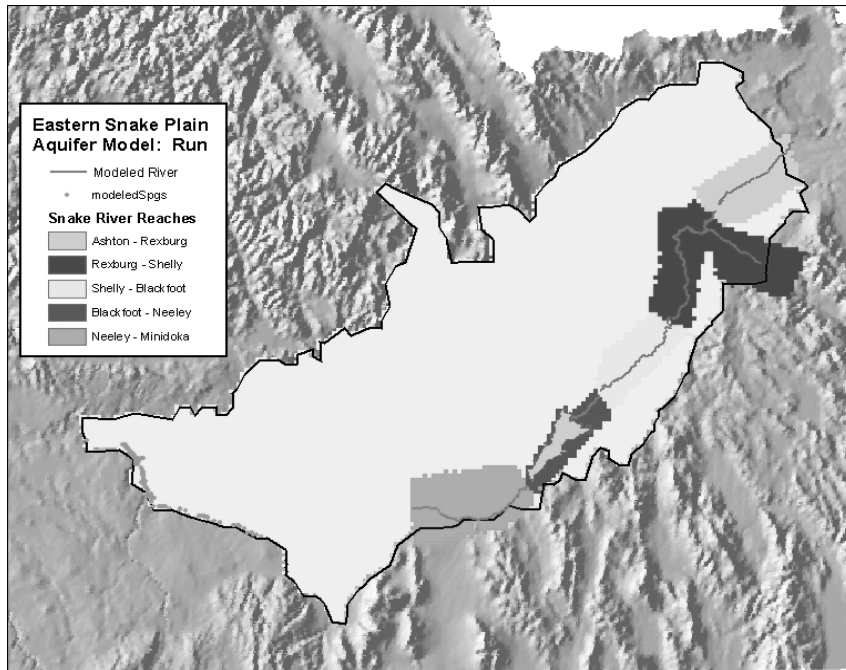 Eastern Snake Plain
Aquifer Model: Run
Modeled River
modeledSpgs
Snake River Reaches
Ashton - Rexburg
Rexburg - Shelly
Shelly - Blackfoot
Blackfoot - Neeley
Neeley - Minidoka